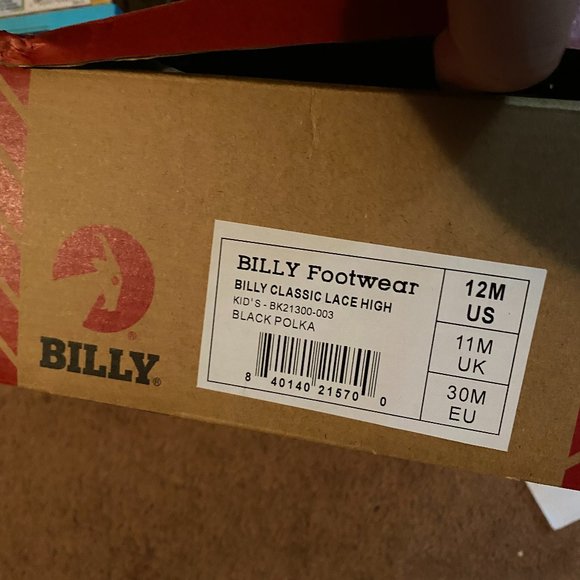 BILLY®
BILLY Footwear
BILLY CLASSIC LACE HIGH
KID'S - BK21300-003
BLACK POLKA
8 40140 21570 0
12M
US
11M
UK
30M
EU